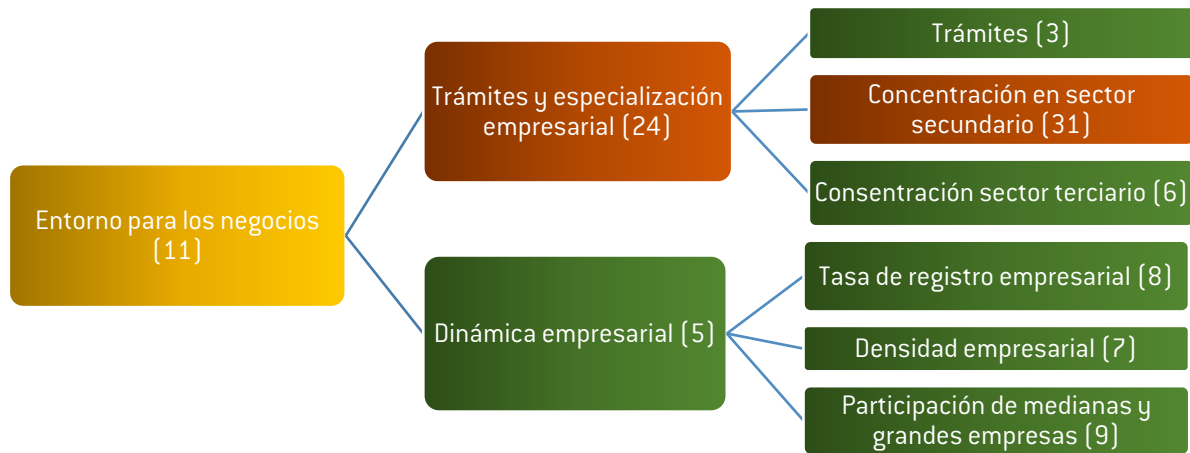 Entorno para los negocios
(11)
Trámites y especialización
empresarial (24)
Trámites (3)
Concentración en sector
secundario (31)
Consentración sector terciario (6)
Dinámica empresarial (5)
Tasa de registro empresarial (8)
Densidad empresarial (7)
Participación de medianas y
grandes empresas (9)